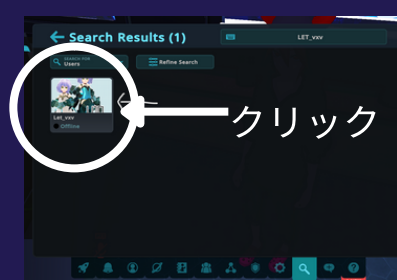 Search Results (1)
LET_vxv
SEARCH FOR
Users
Refine Search
Let_vxv
Offline
クリック